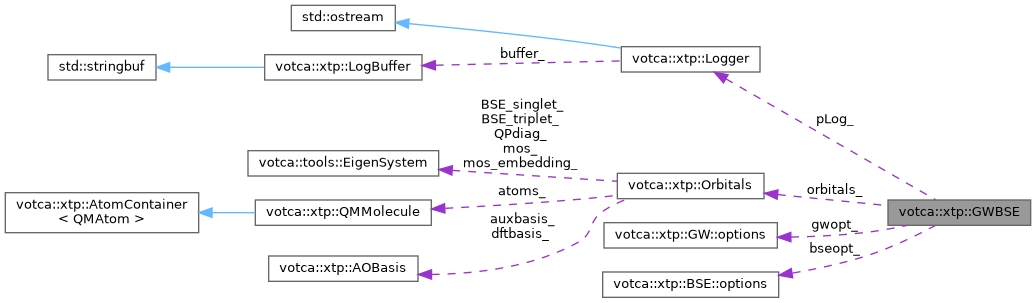 std::ostream
std::stringbuf
votca::xtp::LogBuffer
buffer_
votca::xtp::Logger
pLog_
BSE_singlet_
BSE_triplet_
QPdiag_
mos_
mos_embedding_
votca::tools::EigenSystem
votca::xtp::Orbitals
orbitals_
votca::xtp::AtomContainer
< QMAtom >
votca::xtp::QMMolecule
atoms_
votca::xtp::GWBSE
auxbasis_
dftbasis_
votca::xtp::GW::options
gwopt_
votca::xtp::AOBasis
votca::xtp::BSE::options
bseopt_